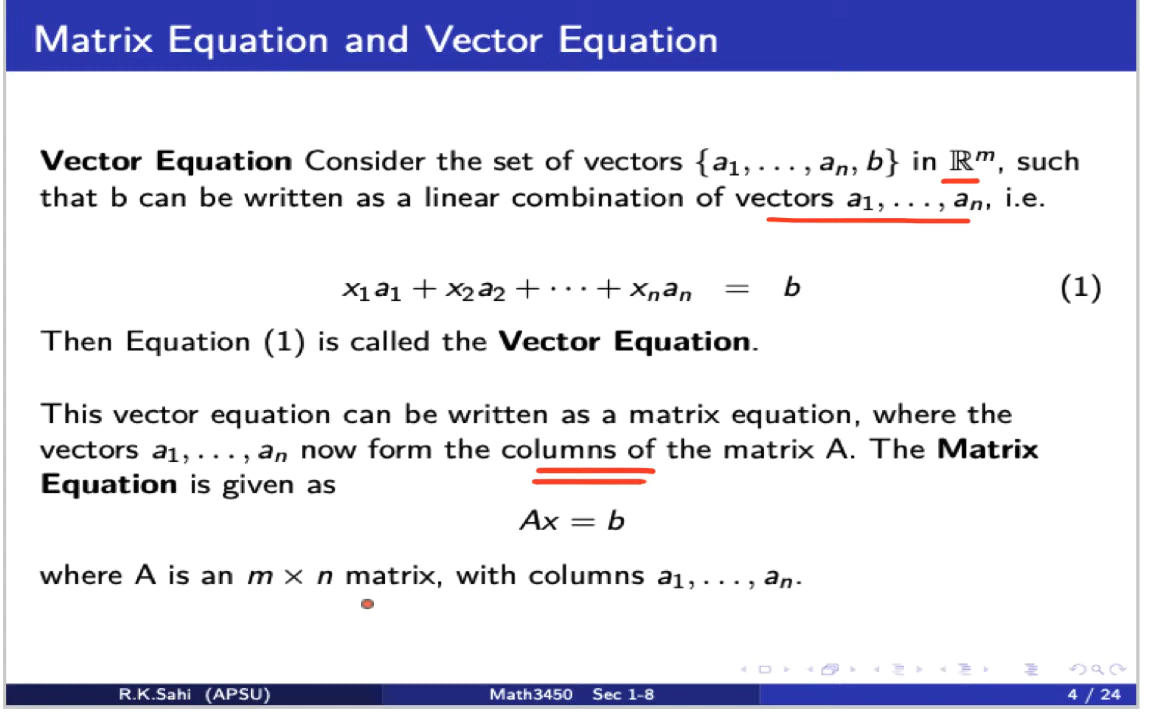 Matrix Equation and Vector Equation
Vector Equation Consider the set of vectors {a₁, . . . , aₙ, b} in ℝᵐ, such
that b can be written as a linear combination of vectors a₁, . . . , aₙ, i.e.
x₁a₁ + x₂a₂ + · · · + xₙaₙ = b (1)
Then Equation (1) is called the Vector Equation.
This vector equation can be written as a matrix equation, where the
vectors a₁, . . . , aₙ now form the columns of the matrix A. The Matrix
Equation is given as
Ax = b
where A is an m × n matrix, with columns a₁, . . . , aₙ.
R.K.Sahi (APSU) Math3450 Sec 1-8 4 / 24